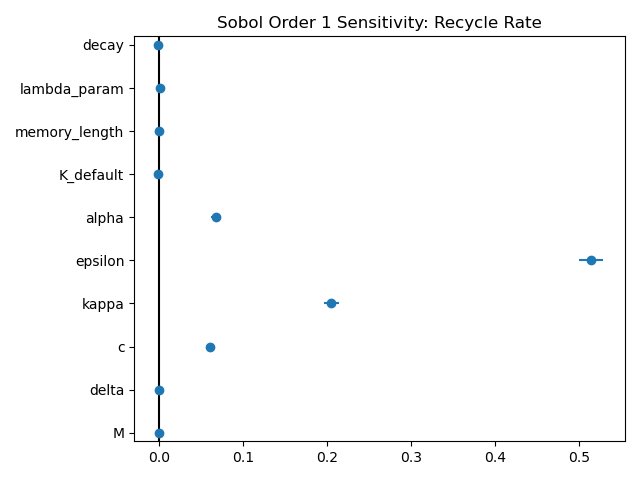 Sobol Order 1 Sensitivity: Recycle Rate
decay
lambda_param
memory_length
K_default
alpha
epsilon
kappa
c
delta
M
0.0 0.1 0.2 0.3 0.4 0.5